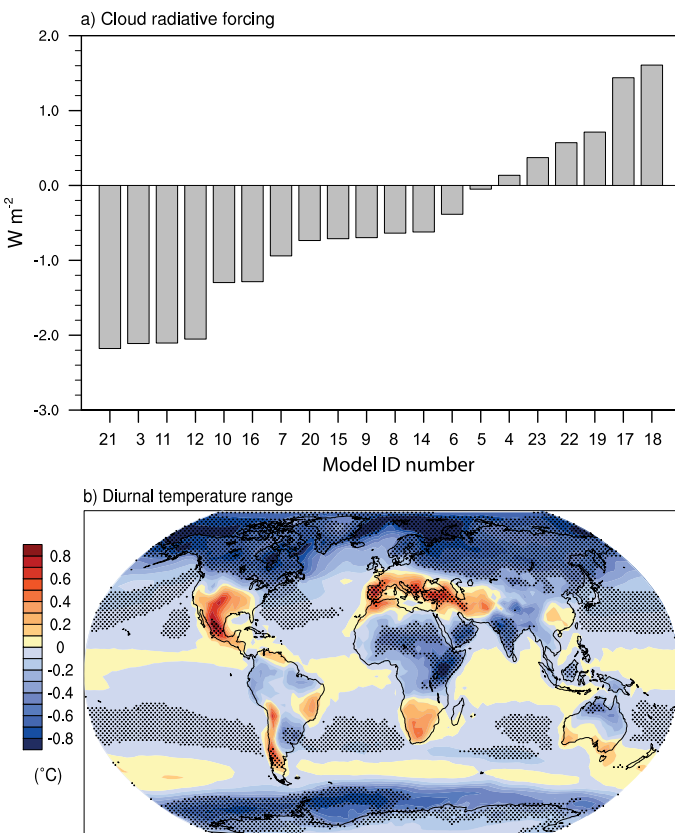 a) Cloud radiative forcing
2.0
1.0
0.0
-1.0
-2.0
-3.0
W m-2
21 3 11 12 10 16 7 20 15 9 8 14 6 5 4 23 22 19 17 18
Model ID number
b) Diurnal temperature range
0.8
0.6
0.4
0.2
0
-0.2
-0.4
-0.6
-0.8
(˚C)